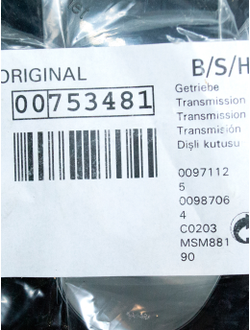 ORIGINAL
B/S/H
00753481
Getriebe
Transmission
Transmission
Transmisión
Dişli kutusu
0097112
5
0098706
4
C0203
MSM881
90